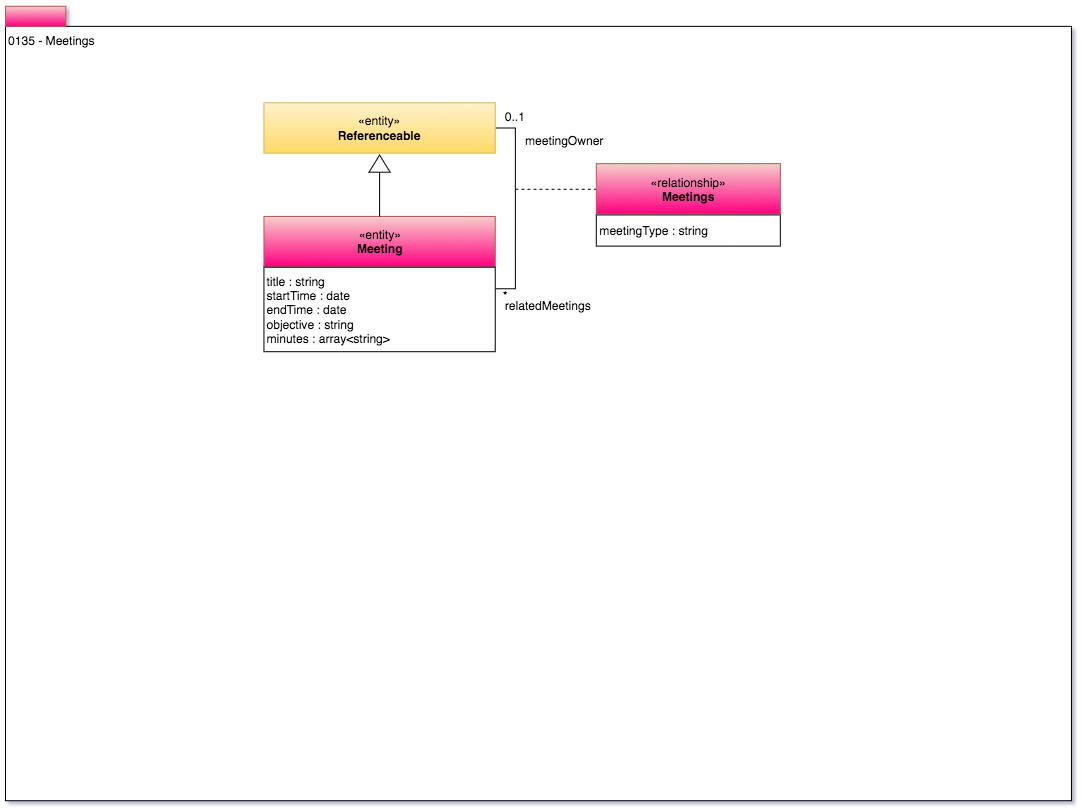 0135 - Meetings
«entity»
Referenceable
0..1
meetingOwner
«relationship»
Meetings
meetingType : string
«entity»
Meeting
title : string
startTime : date
endTime : date
objective : string
minutes : array<string>
*
relatedMeetings